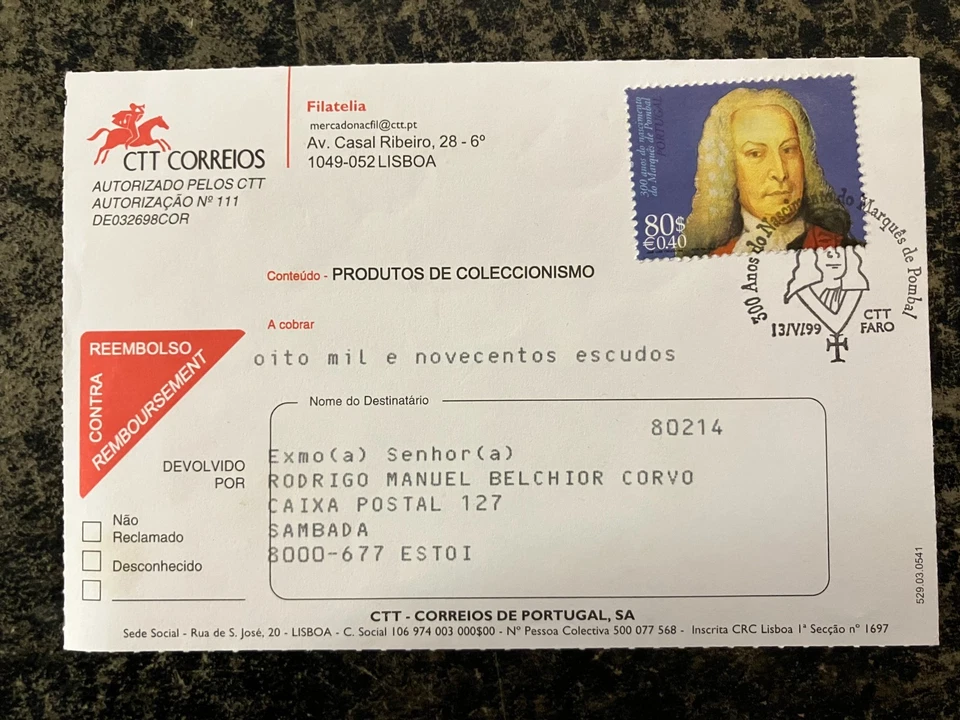 CTT CORREIOS
AUTORIZADO PELOS CTT
AUTORIZAÇÃO Nº 111
DE032698COR
Filatelia
mercadonacfil@ctt.pt
Av. Casal Ribeiro, 28 - 6º
1049-052 LISBOA
300 anos do nascimento
do Marquês de Pombal
PORTUGAL
80$
€0.40
300 Anos do Nascimento do Marquês de Pombal
13/V/99
CTT
FARO
Conteúdo - PRODUTOS DE COLECCIONISMO
A cobrar
oito mil e novecentos escudos
REEMBOLSO
CONTRA
REMBOURSEMENT
Nome do Destinatário
80214
Exmo(a) Senhor(a)
RODRIGO MANUEL BELCHIOR CORVO
CAIXA POSTAL 127
SAMBADA
8000-677 ESTOI
DEVOLVIDO
POR
Não
Reclamado
Desconhecido
529.03.0541
CTT - CORREIOS DE PORTUGAL, SA
Sede Social - Rua de S. José, 20 - LISBOA - C. Social 106 974 003 000$00 - Nº Pessoa Colectiva 500 077 568 - Inscrita CRC Lisboa 1ª Secção nº 1697